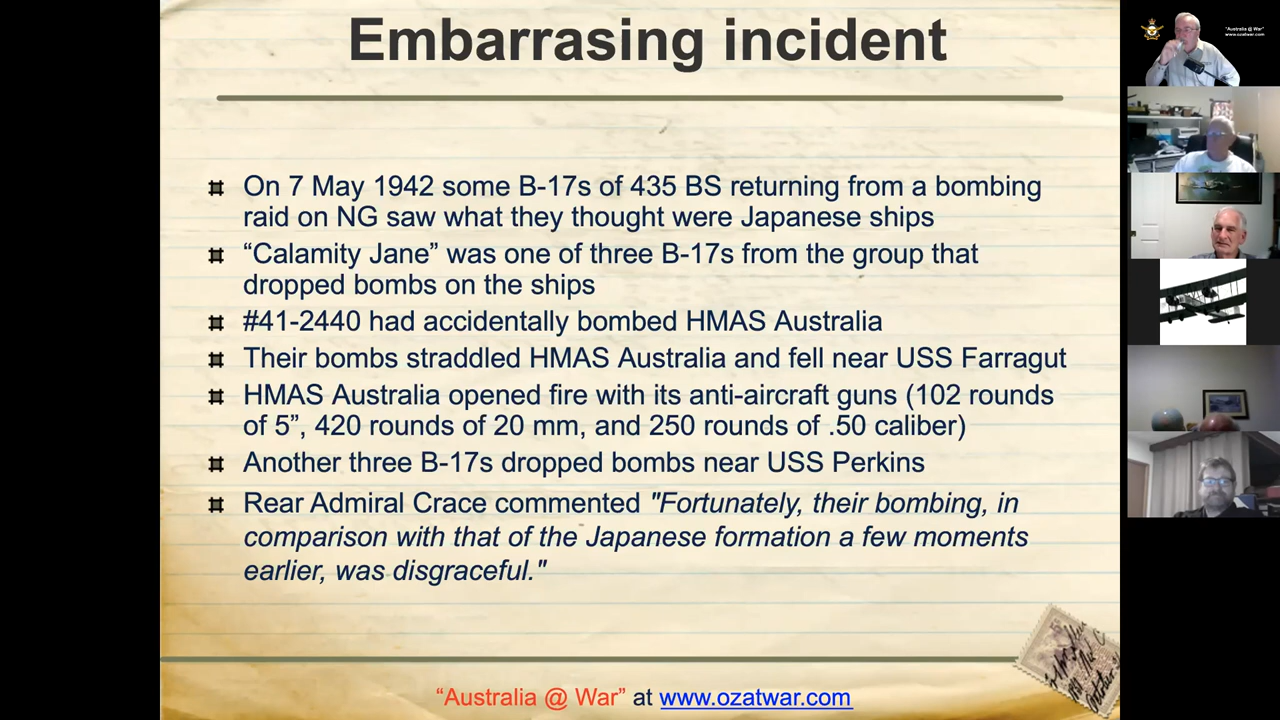 Embarrasing incident
On 7 May 1942 some B-17s of 435 BS returning from a bombing
raid on NG saw what they thought were Japanese ships
“Calamity Jane” was one of three B-17s from the group that
dropped bombs on the ships
#41-2440 had accidentally bombed HMAS Australia
Their bombs straddled HMAS Australia and fell near USS Farragut
HMAS Australia opened fire with its anti-aircraft guns (102 rounds
of 5”, 420 rounds of 20 mm, and 250 rounds of .50 caliber)
Another three B-17s dropped bombs near USS Perkins
Rear Admiral Crace commented "Fortunately, their bombing, in
comparison with that of the Japanese formation a few moments
earlier, was disgraceful."
“Australia @ War” at www.ozatwar.com
"Australia @ War"
www.ozatwar.com